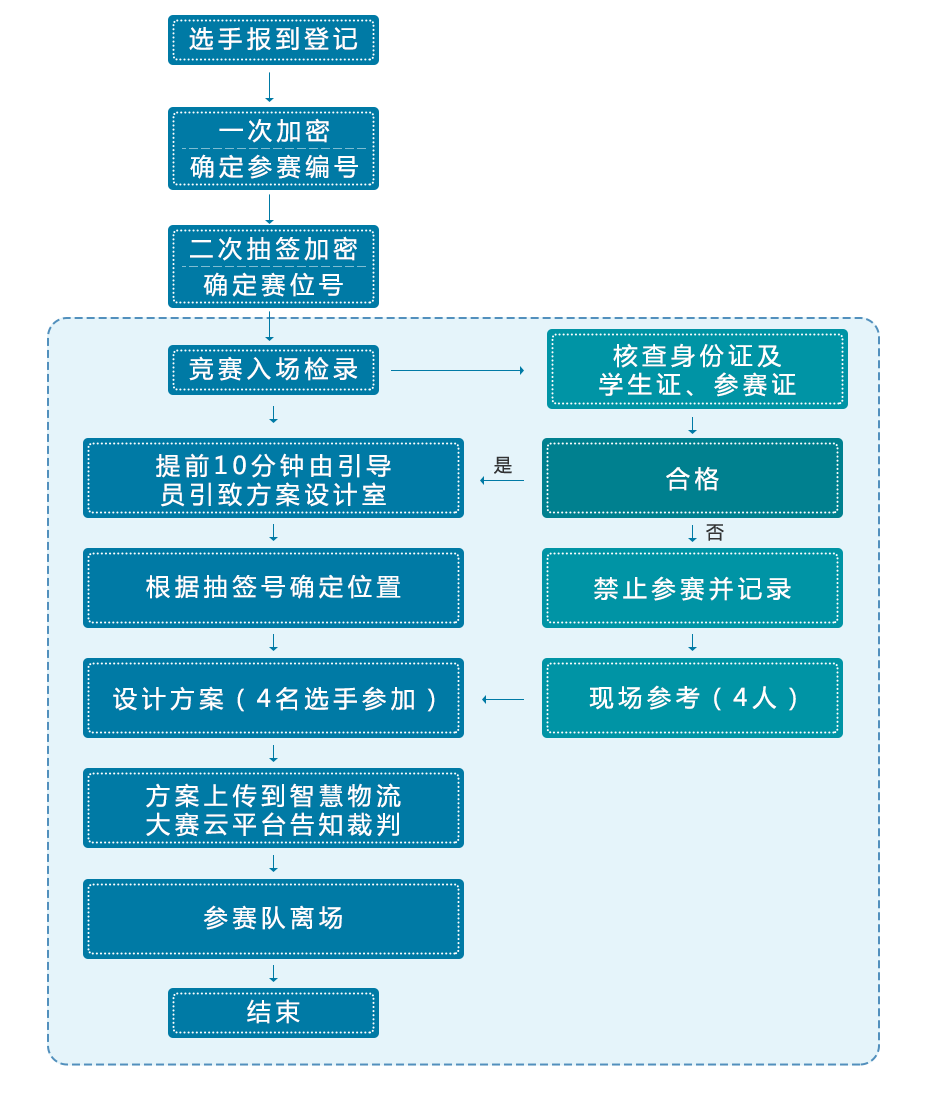 选手报到登记
一次加密
确定参赛编号
二次抽签加密
确定赛位号
竞赛入场检录
核查身份证及
学生证、参赛证
提前10分钟由引导
员引致方案设计室
是
合格
否
根据抽签号确定位置
禁止参赛并记录
设计方案（4名选手参加）
现场参考（4人）
方案上传到智慧物流
大赛云平台告知裁判
参赛队离场
结束